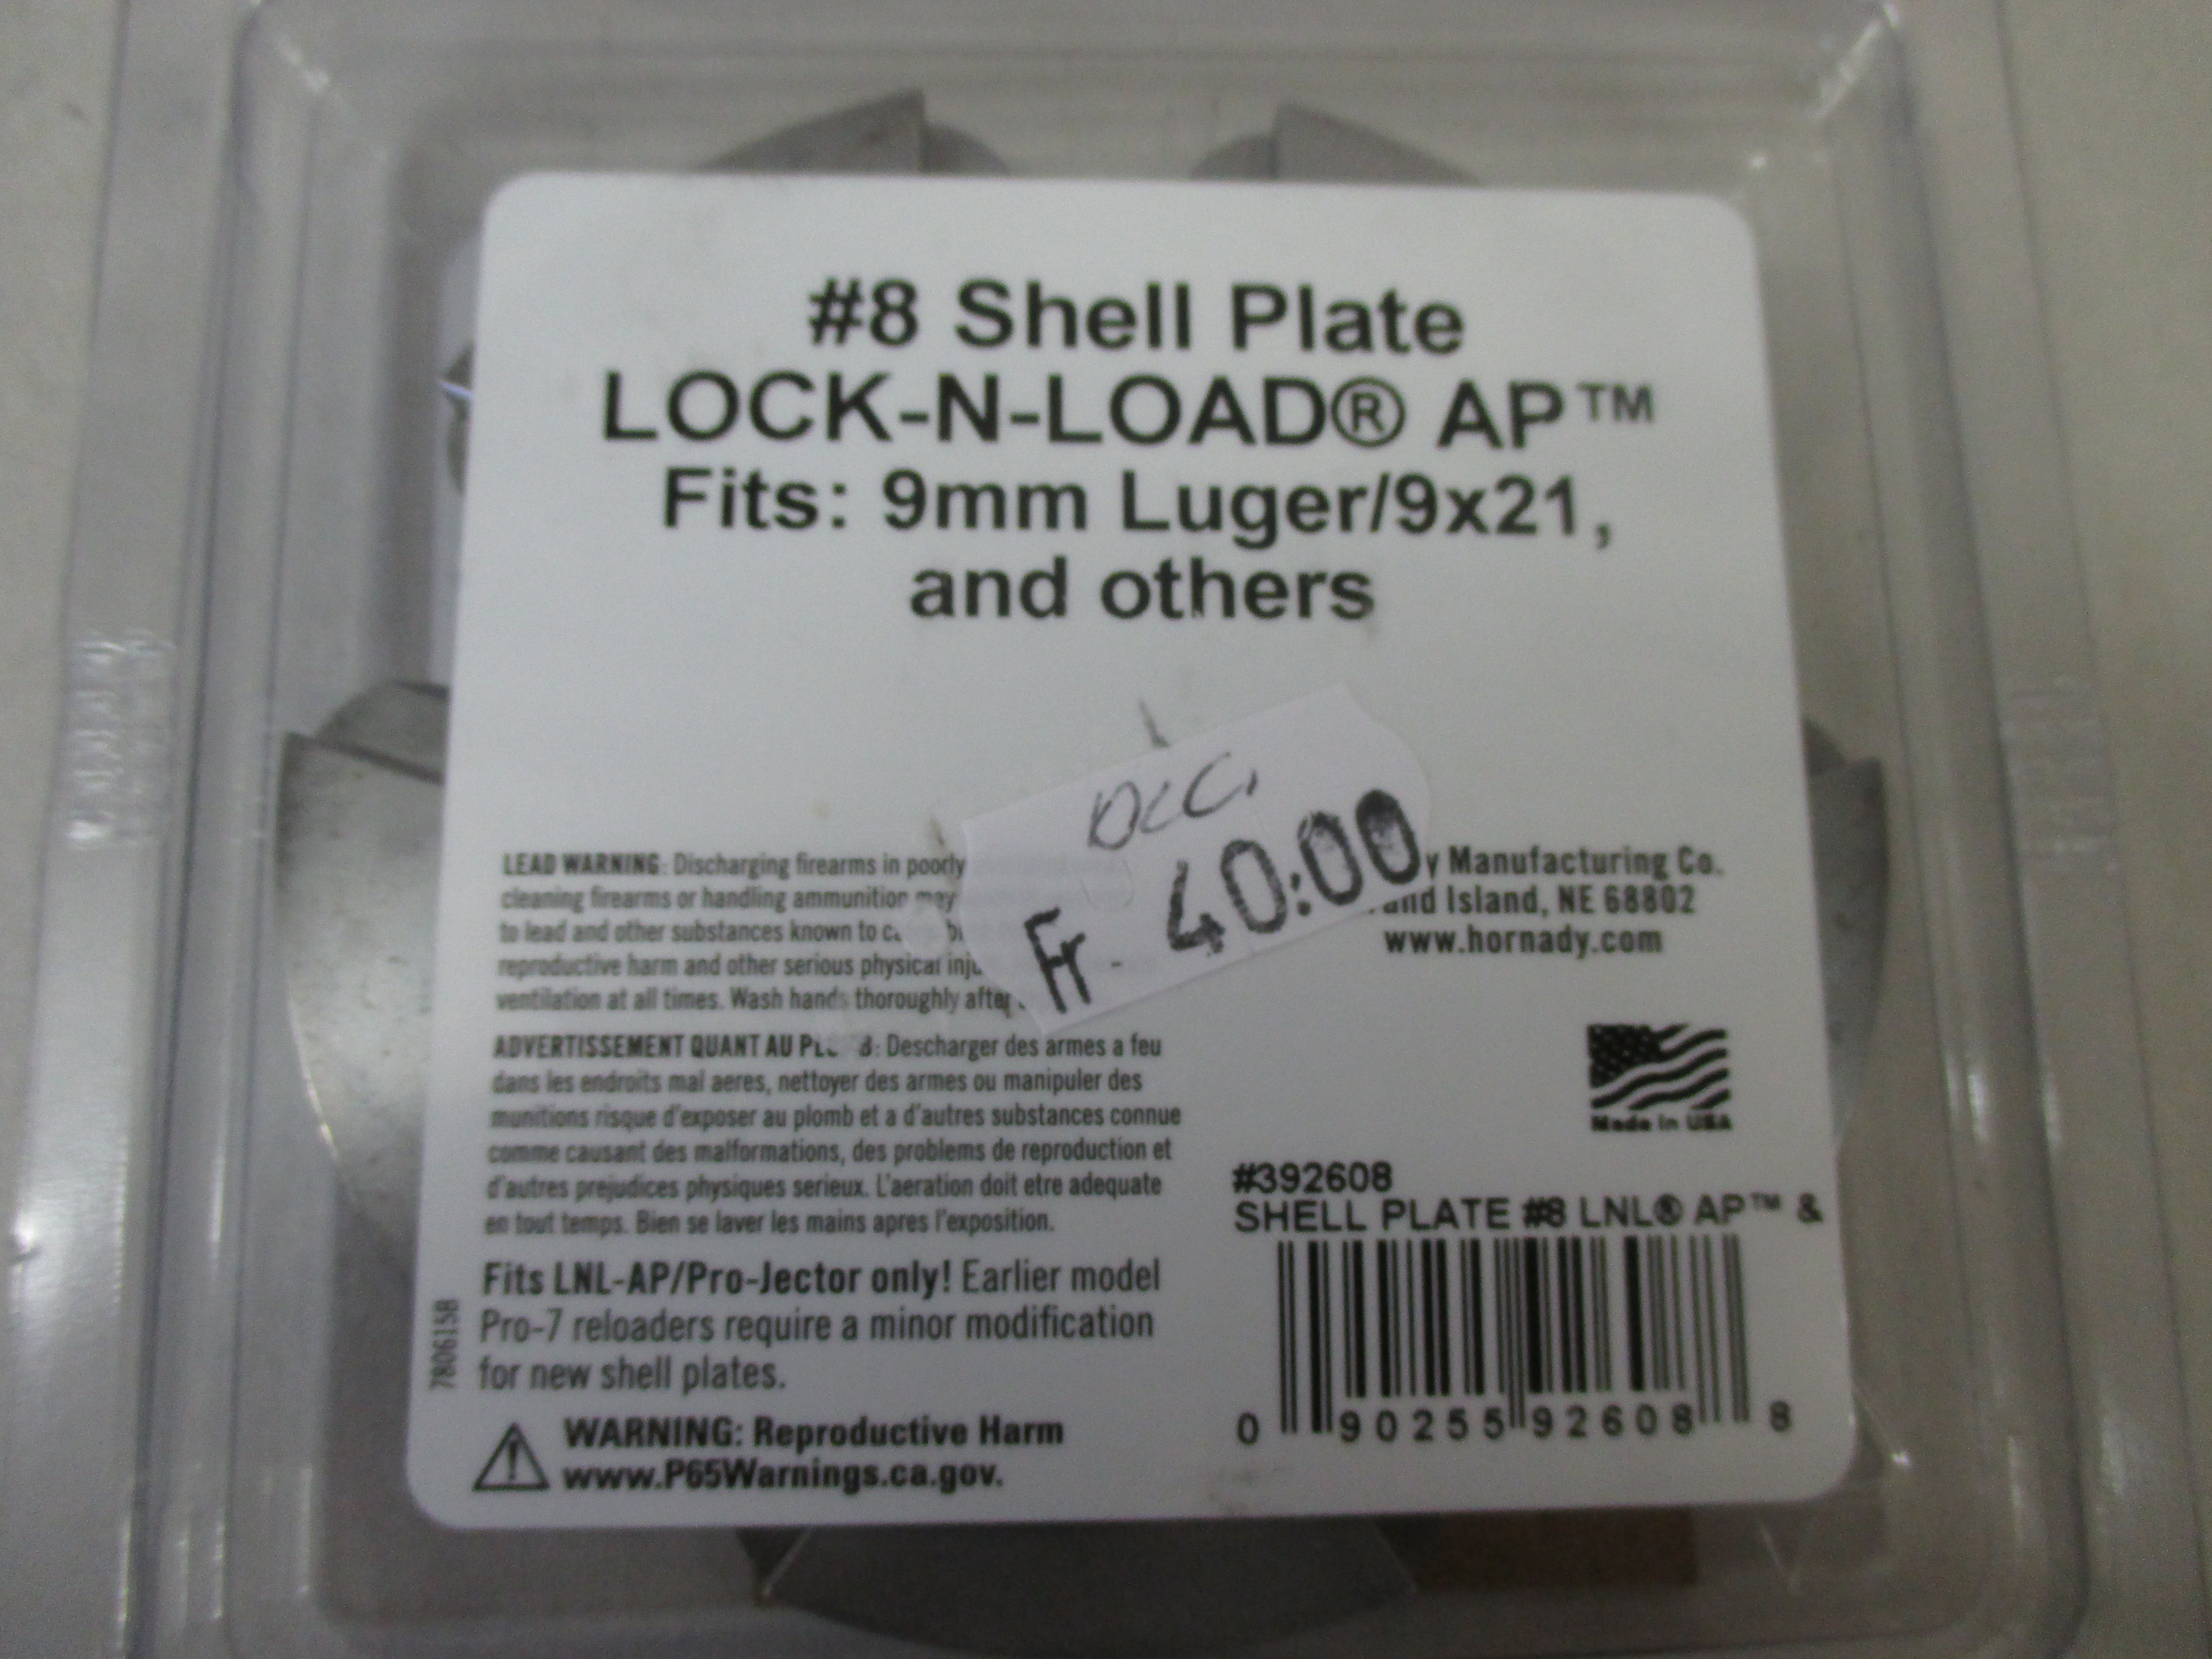 #8 Shell Plate
LOCK-N-LOAD® AP™
Fits: 9mm Luger/9x21,
and others
OCC.
Fr. 40:00
LEAD WARNING: Discharging firearms in poorly
cleaning firearms or handling ammunition may
to lead and other substances known to
reproductive harm and other serious physical
ventilation at all times. Wash hands thoroughly after
y Manufacturing Co.
and Island, NE 68802
www.hornady.com
ADVERTISSEMENT QUANT AU Descharger des armes a feu
dans les endroits mal aeres, nettoyer des armes ou manipuler des
munitions risque d'exposer au plomb et a d'autres substances connue
comme causant des malformations, des problems de reproduction et
d'autres prejudices physiques serieux. L'aeration doit etre adequate
en tout temps. Bien se laver les mains apres l'exposition.
Made in USA
#392608
SHELL PLATE #8 LNL® AP™ &
0 90255 92608 8
Fits LNL-AP/Pro-Jector only! Earlier model
Pro-7 reloaders require a minor modification
for new shell plates.
780615B
WARNING: Reproductive Harm
www.P65Warnings.ca.gov.